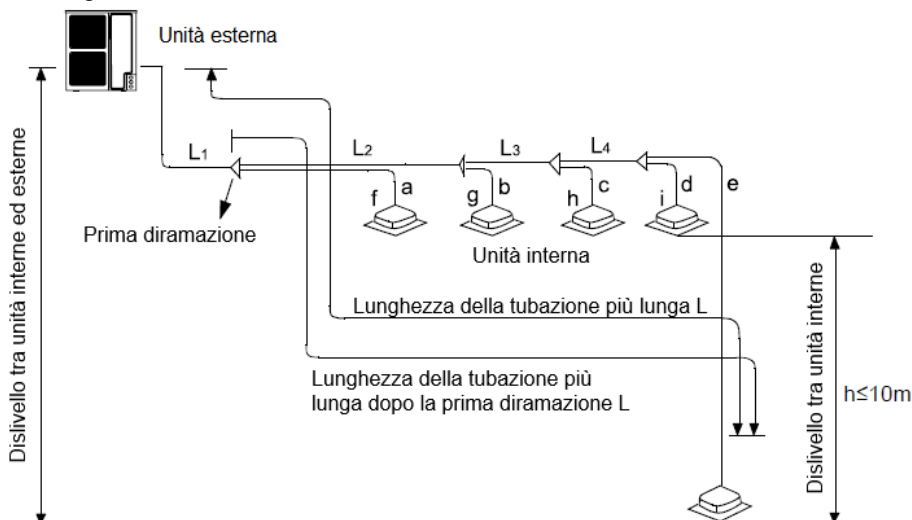 Unità esterna
Dislivello tra unità interne ed esterne
L1
L2
L3
L4
f
a
g
b
h
c
i
d
e
Prima diramazione
Unità interna
Lunghezza della tubazione più lunga L
Lunghezza della tubazione più
lunga dopo la prima diramazione L
Dislivello tra unità interne
h≤10m